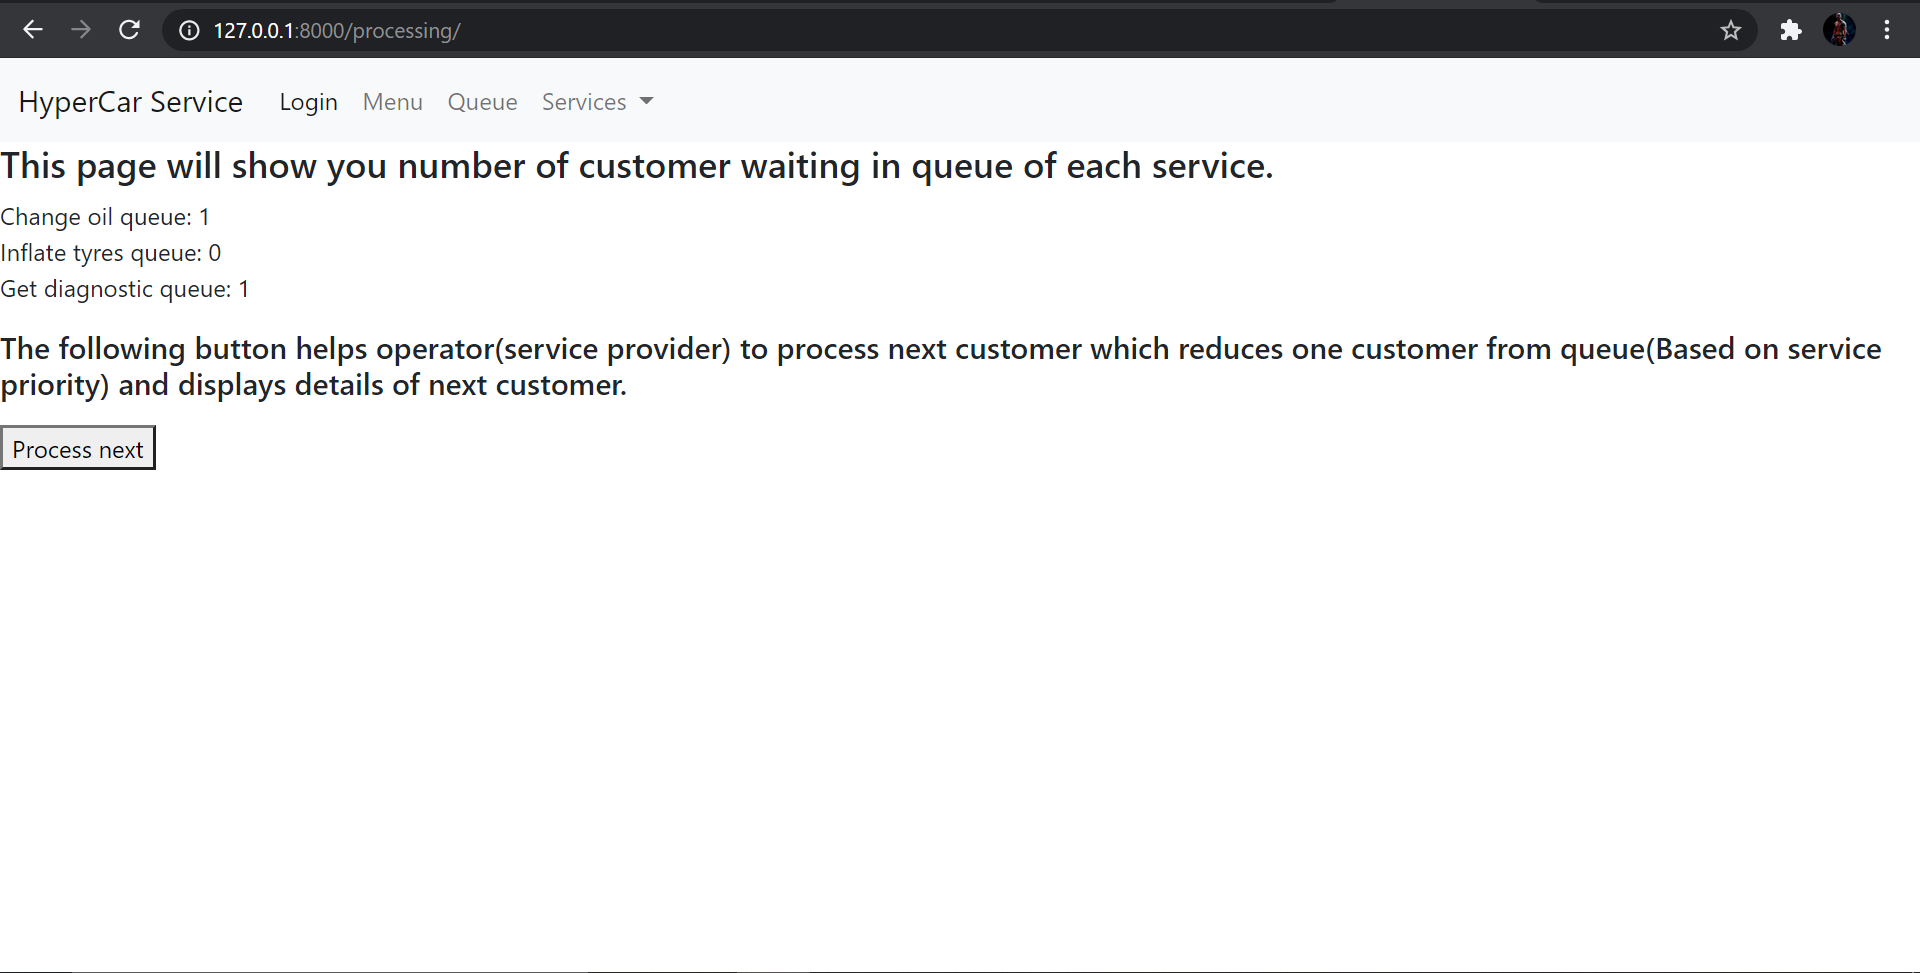 127.0.0.1:8000/processing/
HyperCar Service Login Menu Queue Services
This page will show you number of customer waiting in queue of each service.
Change oil queue: 1
Inflate tyres queue: 0
Get diagnostic queue: 1
The following button helps operator(service provider) to process next customer which reduces one customer from queue(Based on service
priority) and displays details of next customer.
Process next